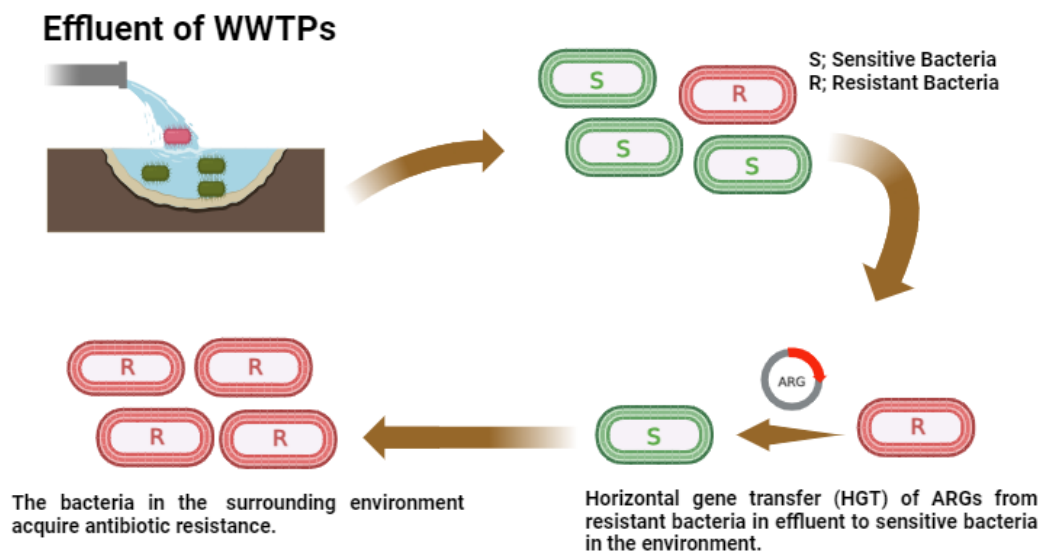 Effluent of WWTPs
S; Sensitive Bacteria
R; Resistant Bacteria
S
R
S
S
R
R
R
R
S
ARG
R
The bacteria in the surrounding environment
acquire antibiotic resistance.
Horizontal gene transfer (HGT) of ARGs from
resistant bacteria in effluent to sensitive bacteria
in the environment.